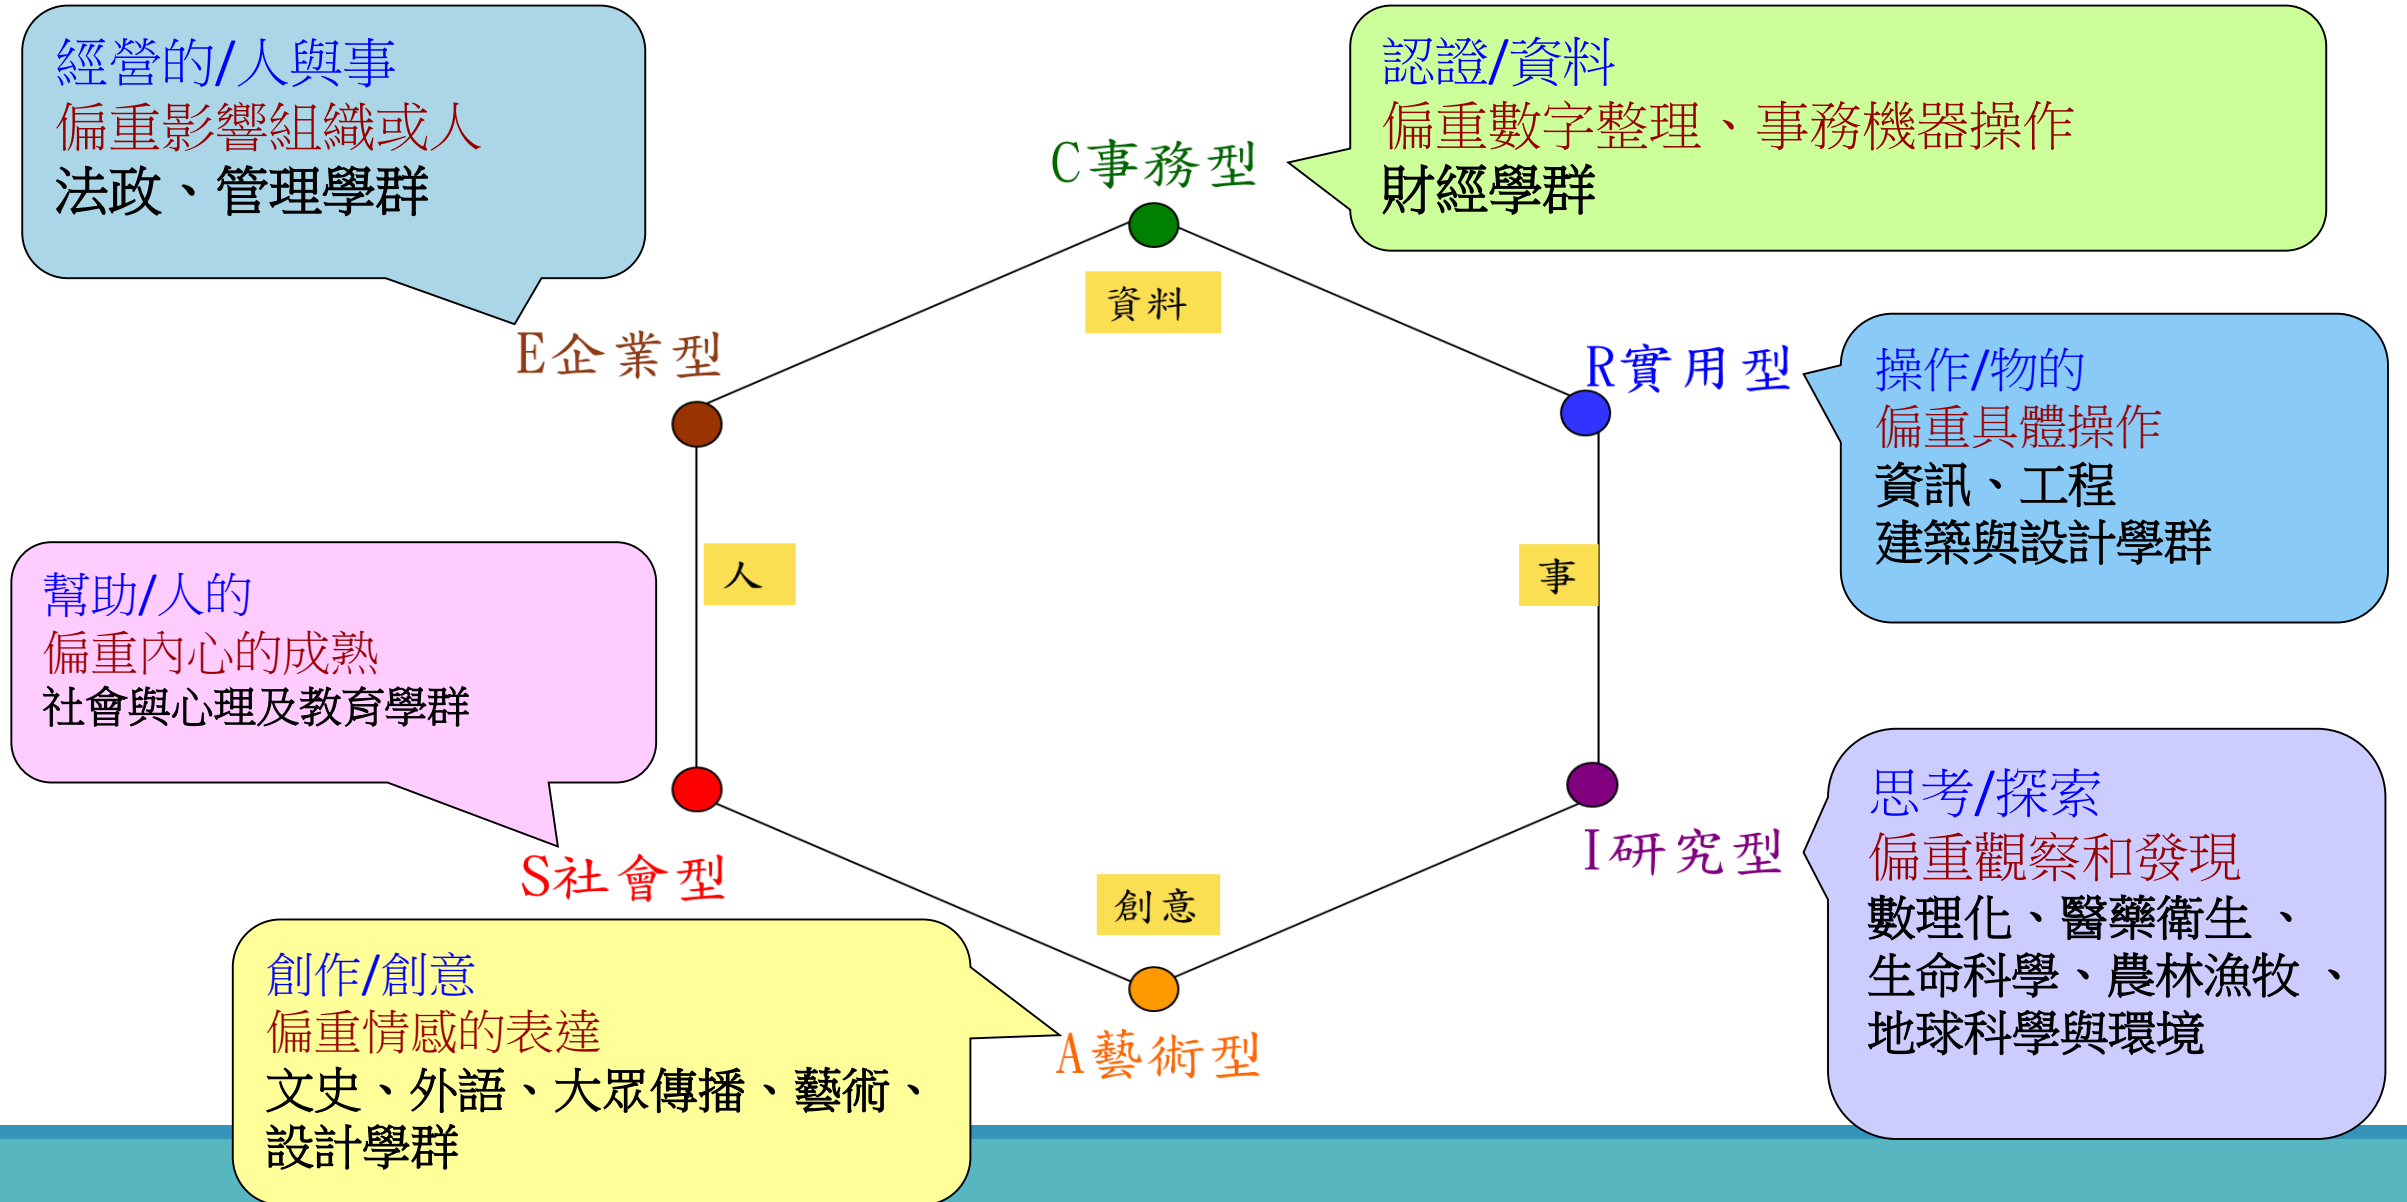 經營的/人與事
偏重影響組織或人
法政、管理學群
認證/資料
偏重數字整理、事務機器操作
財經學群
C事務型
資料
E企業型
R實用型
操作/物的
偏重具體操作
資訊、工程
建築與設計學群
人
事
幫助/人的
偏重內心的成熟
社會與心理及教育學群
S社會型
I研究型
思考/探索
偏重觀察和發現
數理化、醫藥衛生 、
生命科學、農林漁牧 、
地球科學與環境
創意
創作/創意
偏重情感的表達
文史、外語、大眾傳播、藝術、
設計學群
A藝術型